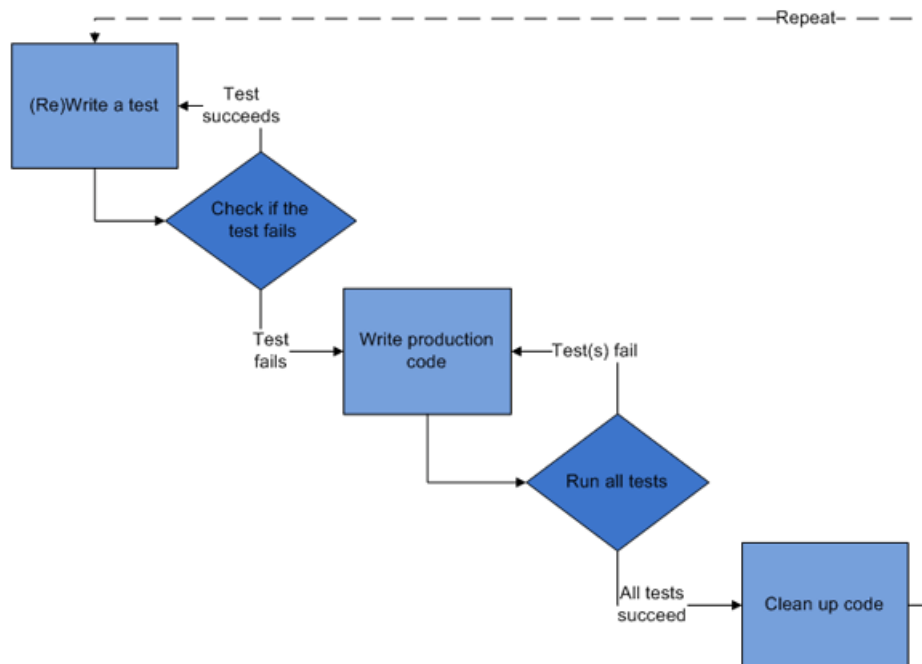 Repeat
(Re)Write a test
Test
succeeds
Check if the
test fails
Test
fails
Write production
code
Test(s) fail
Run all tests
All tests
succeed
Clean up code